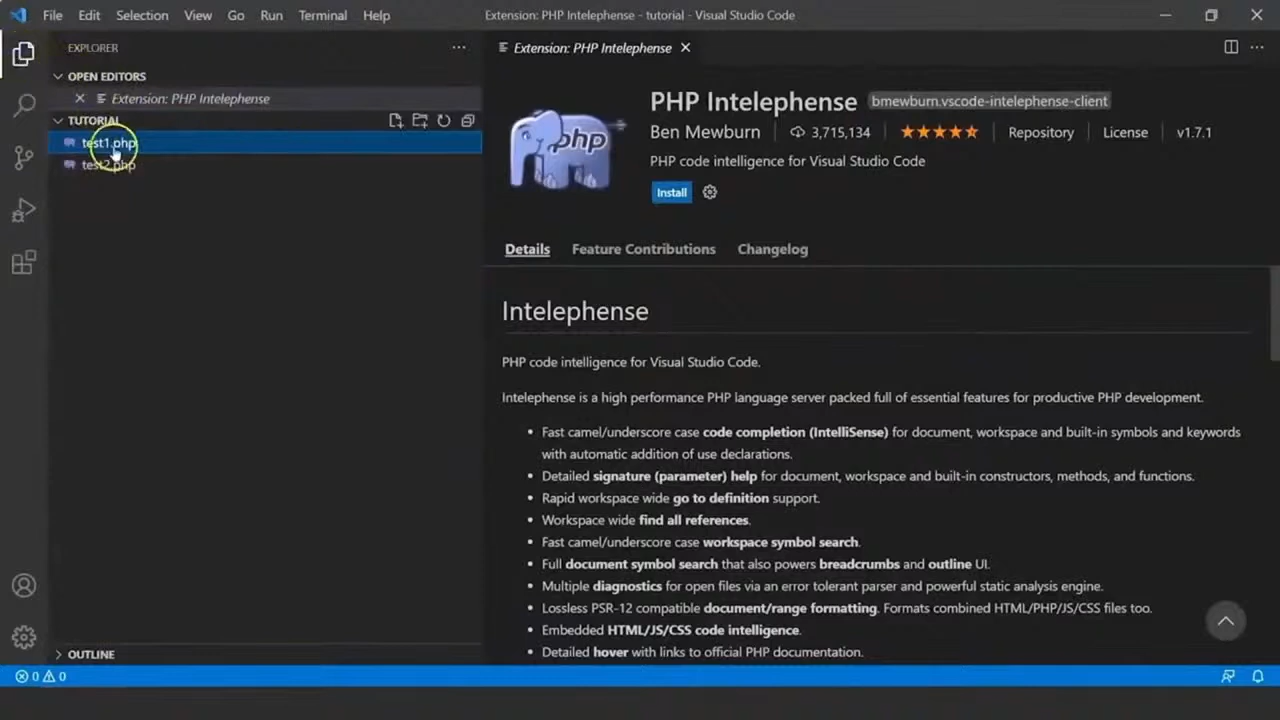 File Edit Selection View Go Run Terminal Help
Extension: PHP Intelephense - tutorial - Visual Studio Code
EXPLORER
OPEN EDITORS
Extension: PHP Intelephense
TUTORIAL
test1.php
test2.php
OUTLINE
Extension: PHP Intelephense
php
PHP Intelephense bmewburn.vscode-intelephense-client
Ben Mewburn 3,715,134 Repository License v1.7.1
PHP code intelligence for Visual Studio Code
Install
Details Feature Contributions Changelog
Intelephense
PHP code intelligence for Visual Studio Code.
Intelephense is a high performance PHP language server packed full of essential features for productive PHP development.
• Fast camel/underscore case code completion (IntelliSense) for document, workspace and built-in symbols and keywords
with automatic addition of use declarations.
• Detailed signature (parameter) help for document, workspace and built-in constructors, methods, and functions.
• Rapid workspace wide go to definition support.
• Workspace wide find all references.
• Fast camel/underscore case workspace symbol search.
• Full document symbol search that also powers breadcrumbs and outline UI.
• Multiple diagnostics for open files via an error tolerant parser and powerful static analysis engine.
• Lossless PSR-12 compatible document/range formatting. Formats combined HTML/PHP/JS/CSS files too.
• Embedded HTML/JS/CSS code intelligence.
• Detailed hover with links to official PHP documentation.
0 0